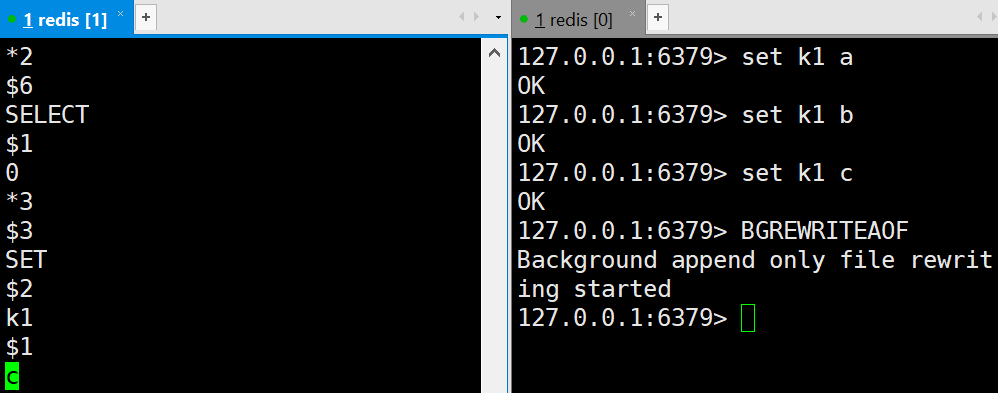 1 redis [1]
*2
$6
SELECT
$1
0
*3
$3
SET
$2
k1
$1
c
1 redis [0]
127.0.0.1:6379> set k1 a
OK
127.0.0.1:6379> set k1 b
OK
127.0.0.1:6379> set k1 c
OK
127.0.0.1:6379> BGREWRITEAOF
Background append only file rewrit
ing started
127.0.0.1:6379>